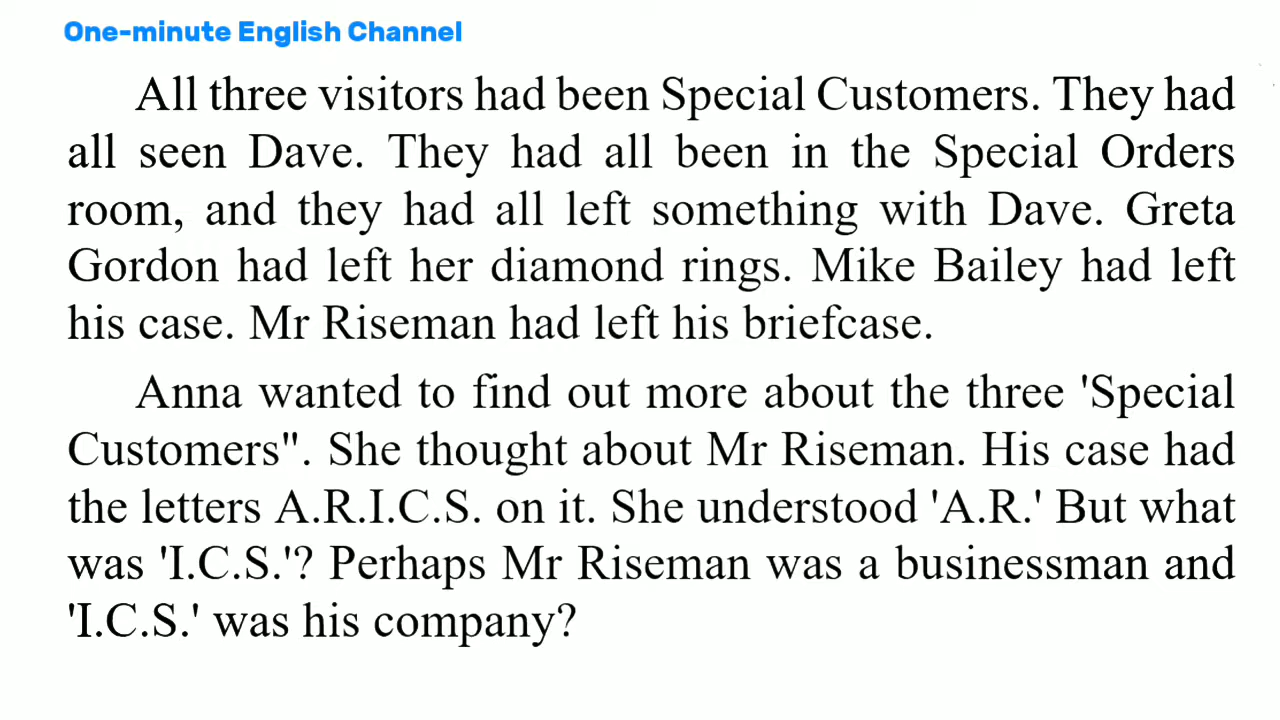 One-minute English Channel
All three visitors had been Special Customers. They had
all seen Dave. They had all been in the Special Orders
room, and they had all left something with Dave. Greta
Gordon had left her diamond rings. Mike Bailey had left
his case. Mr Riseman had left his briefcase.
Anna wanted to find out more about the three 'Special
Customers". She thought about Mr Riseman. His case had
the letters A.R.I.C.S. on it. She understood 'A.R.' But what
was 'I.C.S.'? Perhaps Mr Riseman was a businessman and
'I.C.S.' was his company?